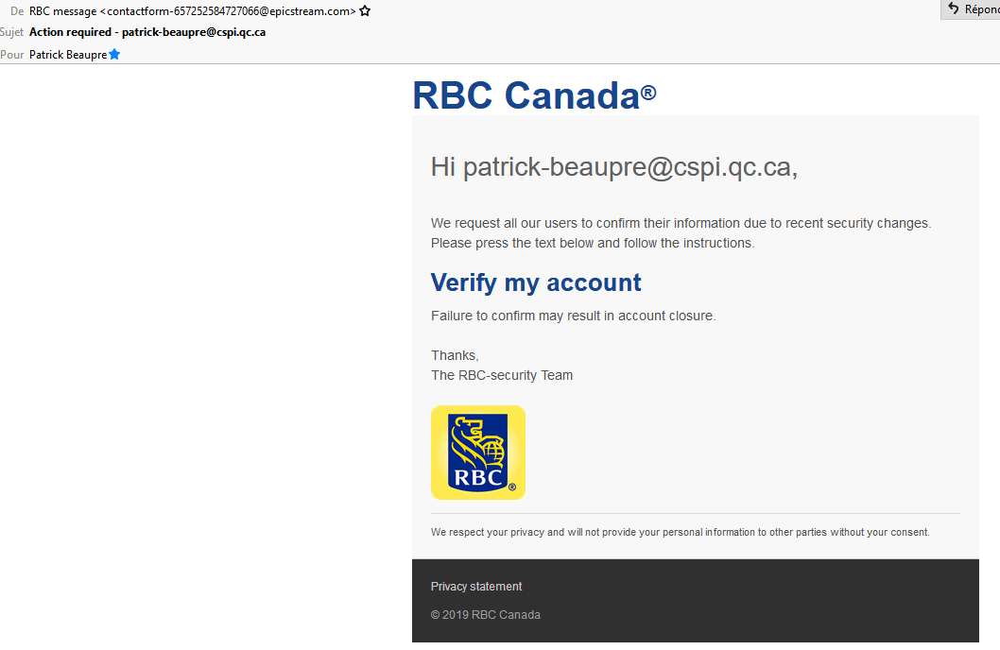 De RBC message <contactform-657252584727066@epicstream.com>
Répond
Sujet Action required - patrick-beaupre@cspi.qc.ca
Pour Patrick Beaupre
RBC Canada®
Hi patrick-beaupre@cspi.qc.ca,
We request all our users to confirm their information due to recent security changes.
Please press the text below and follow the instructions.
Verify my account
Failure to confirm may result in account closure.
Thanks,
The RBC-security Team
RBC®
We respect your privacy and will not provide your personal information to other parties without your consent.
Privacy statement
© 2019 RBC Canada